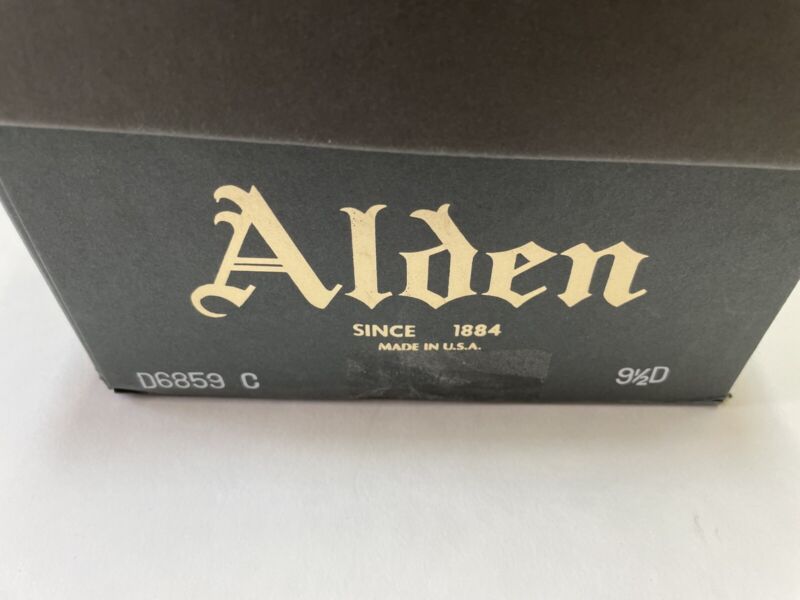 Alden
SINCE 1884
MADE IN U.S.A.
D6859 C 9½D